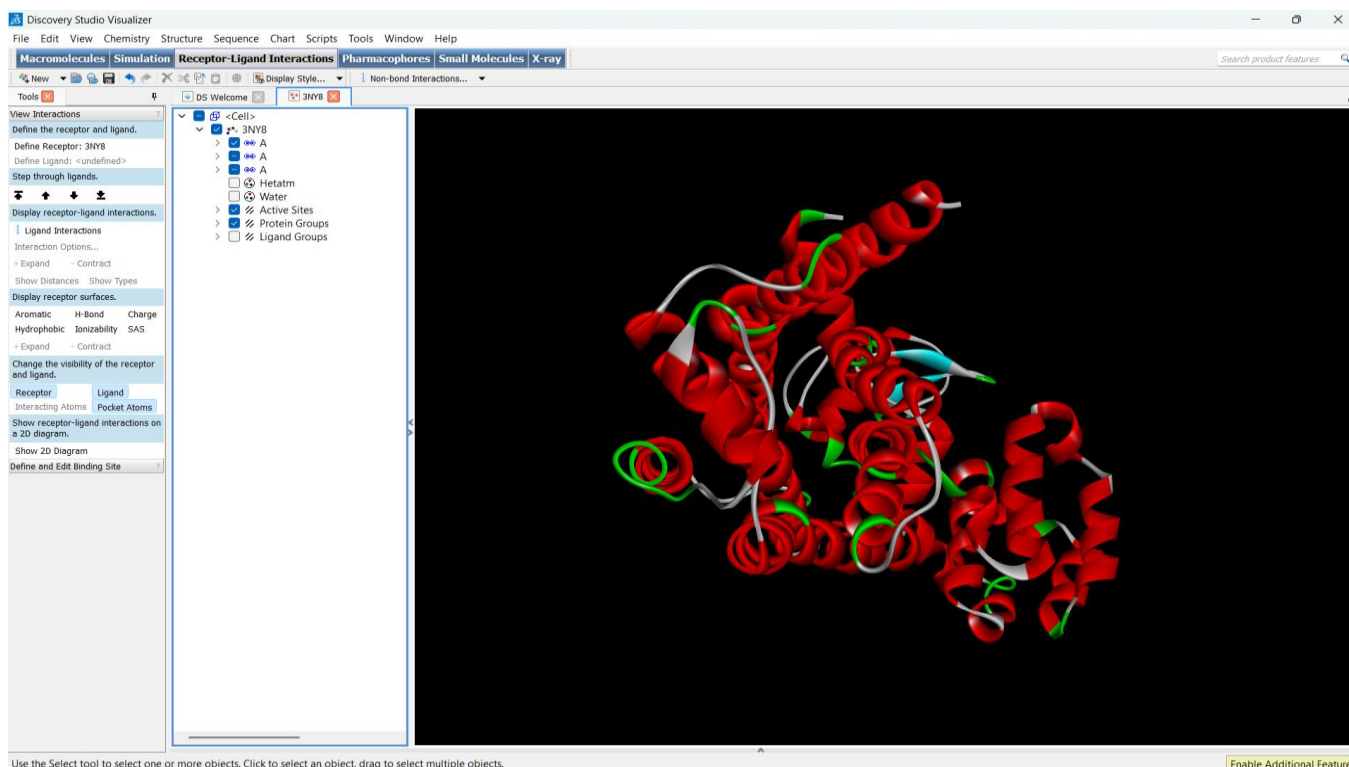 Discovery Studio Visualizer
File Edit View Chemistry Structure Sequence Chart Scripts Tools Window Help
Macromolecules Simulation Receptor-Ligand Interactions Pharmacophores Small Molecules X-ray
Search product features
New Display Style... Non-bond Interactions...
Tools
DS Welcome 3NY8
View Interactions ?
Define the receptor and ligand.
Define Receptor: 3NY8
Define Ligand: <undefined>
Step through ligands.
Display receptor-ligand interactions.
Ligand Interactions
Interaction Options...
+ Expand - Contract
Show Distances Show Types
Display receptor surfaces.
Aromatic H-Bond Charge
Hydrophobic Ionizability SAS
+ Expand - Contract
Change the visibility of the receptor
and ligand.
Receptor Ligand
Interacting Atoms Pocket Atoms
Show receptor-ligand interactions on
a 2D diagram.
Show 2D Diagram
Define and Edit Binding Site ?
<Cell>
3NY8
A
A
A
Hetatm
Water
Active Sites
Protein Groups
Ligand Groups
Use the Select tool to select one or more objects. Click to select an object, drag to select multiple objects.
Enable Additional Feature